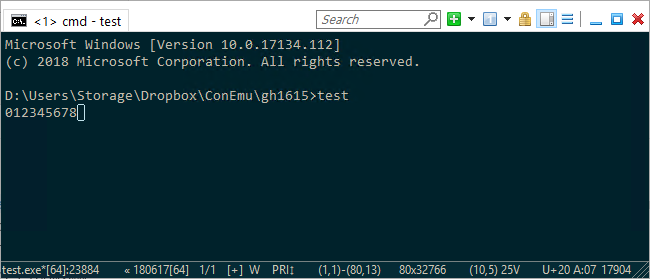 <1> cmd - test
Search
Microsoft Windows [Version 10.0.17134.112]
(c) 2018 Microsoft Corporation. All rights reserved.
D:\Users\Storage\Dropbox\ConEmu\gh1615>test
012345678
test.exe*[64]:23884 « 180617[64] 1/1 [+] W PRI↕ (1,1)-(80,13) 80x32766 (10,5) 25V U+20 A:07 17904